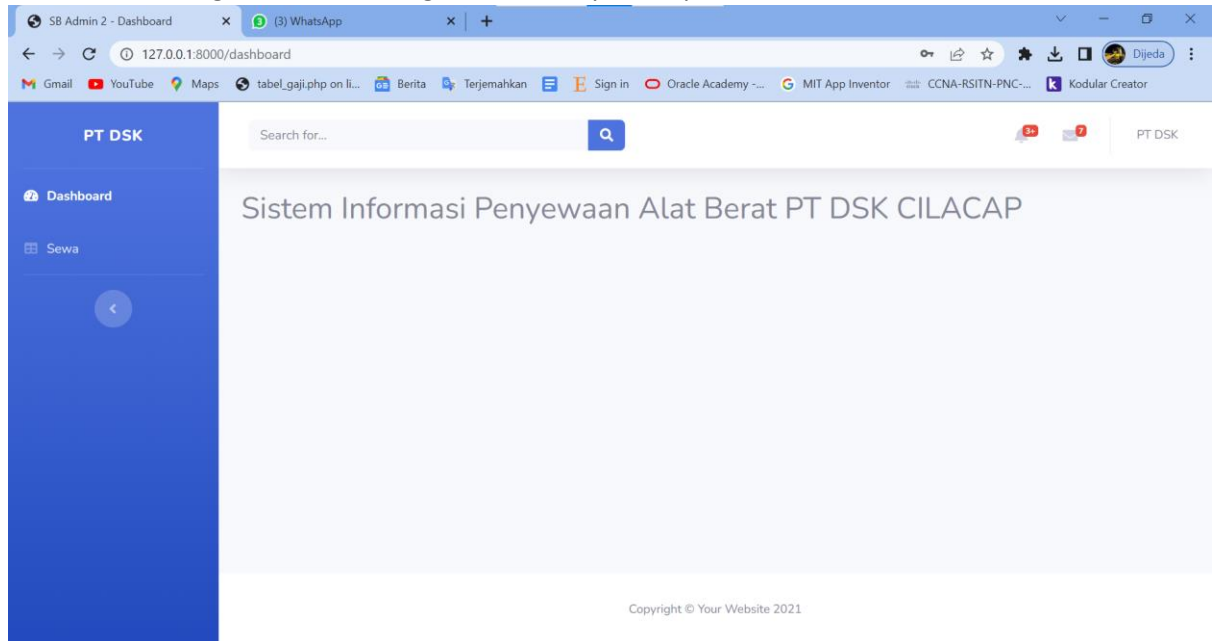 SB Admin 2 - Dashboard
(3) WhatsApp
127.0.0.1:8000/dashboard
Dijeda
Gmail YouTube Maps tabel_gaji.php on li... Berita Terjemahkan Sign in Oracle Academy -... MIT App Inventor CCNA-RSITN-PNC-... Kodular Creator
PT DSK
Search for...
3+
7
PT DSK
Dashboard
Sistem Informasi Penyewaan Alat Berat PT DSK CILACAP
Sewa
Copyright © Your Website 2021